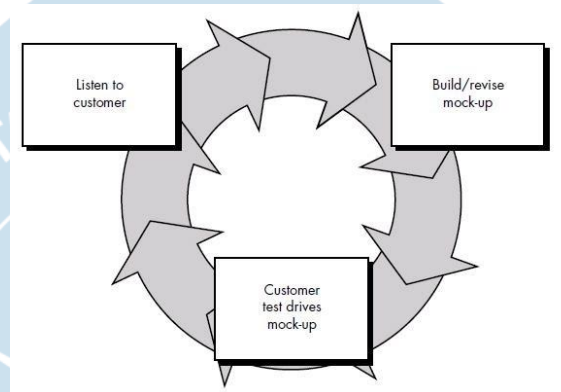 Listen to
customer
Build/revise
mock-up
Customer
test drives
mock-up